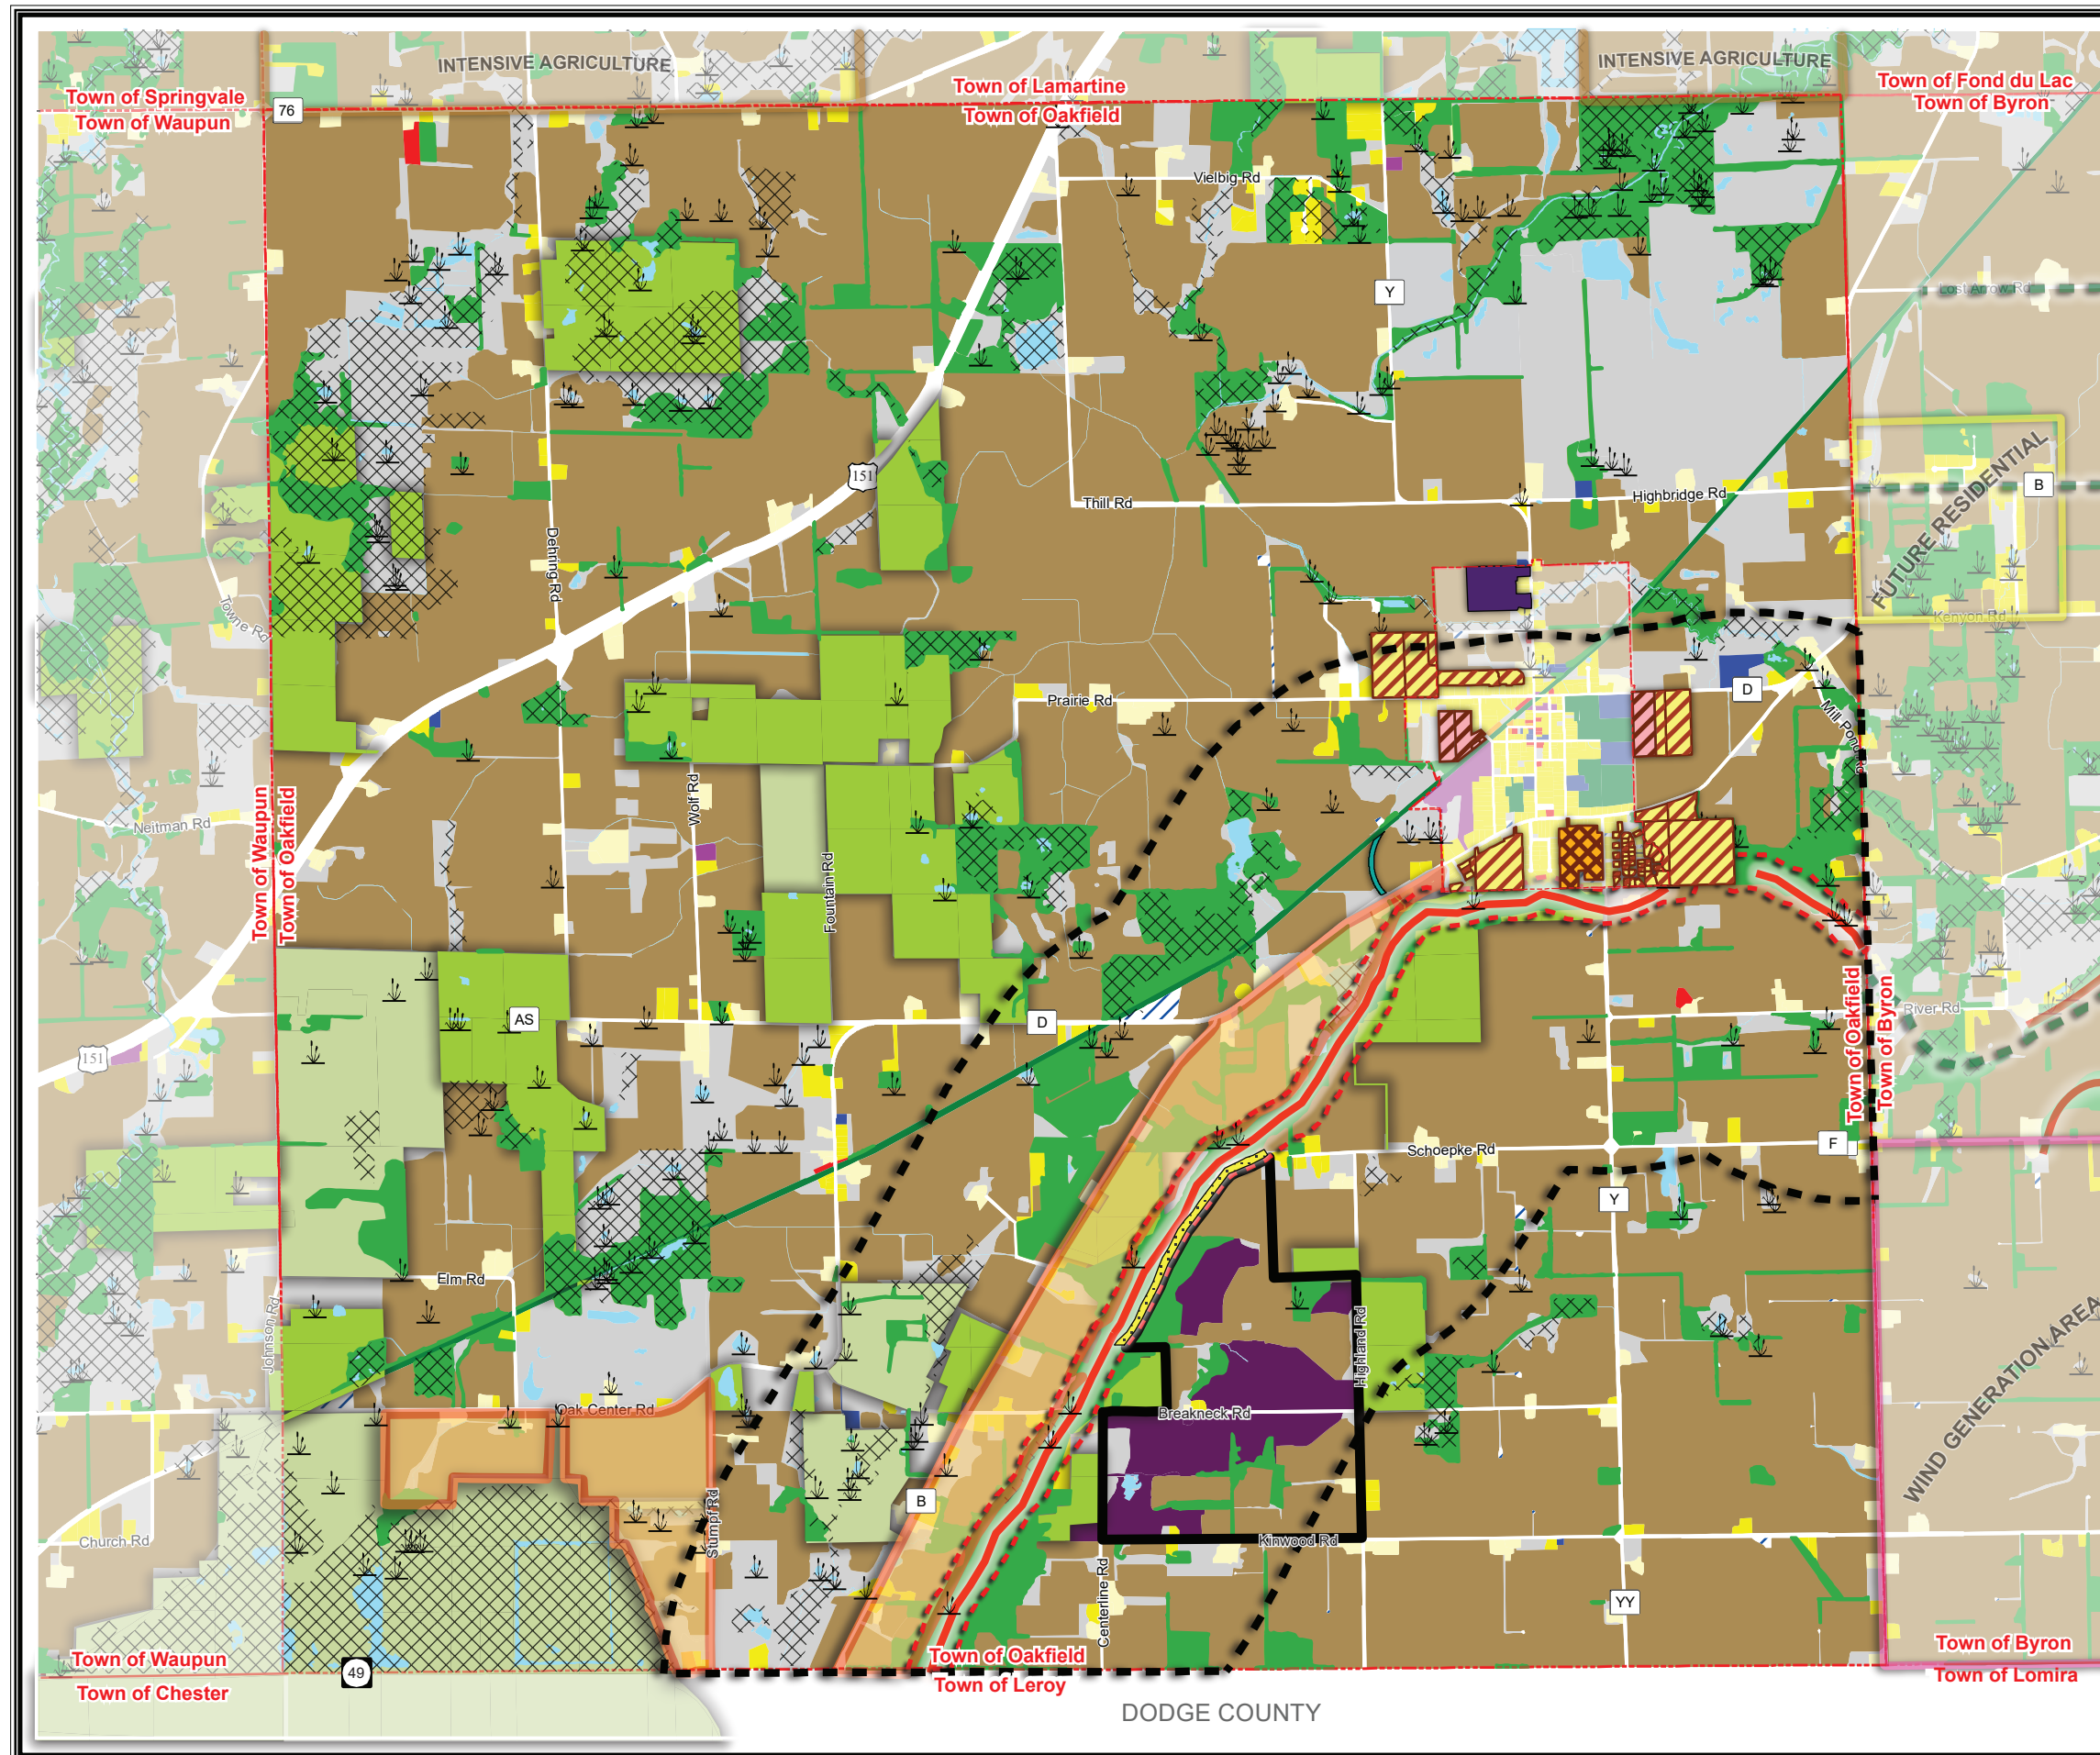 INTENSIVE AGRICULTURE
INTENSIVE AGRICULTURE
Town of Springvale
Town of Waupun
76
Town of Lamartine
Town of Oakfield
Town of Fond du Lac
Town of Byron
Vielbig Rd
Y
Lost Arrow Rd
151
Thill Rd
Highbridge Rd
B
FUTURE RESIDENTIAL
Dehring Rd
Towne Rd
Kenyon Rd
Prairie Rd
D
Mill Pond Rd
Neitman Rd
Town of Waupun
Town of Oakfield
Wolf Rd
Fountain Rd
AS
D
151
River Rd
Town of Oakfield
Town of Byron
Schoepke Rd
F
Y
Elm Rd
Johnson Rd
Highland Rd
Oak Center Rd
Breakneck Rd
WIND GENERATION AREA
B
Stumpf Rd
Church Rd
Kinwood Rd
Centerline Rd
YY
Town of Waupun
Town of Chester
49
Town of Oakfield
Town of Leroy
Town of Byron
Town of Lomira
DODGE COUNTY